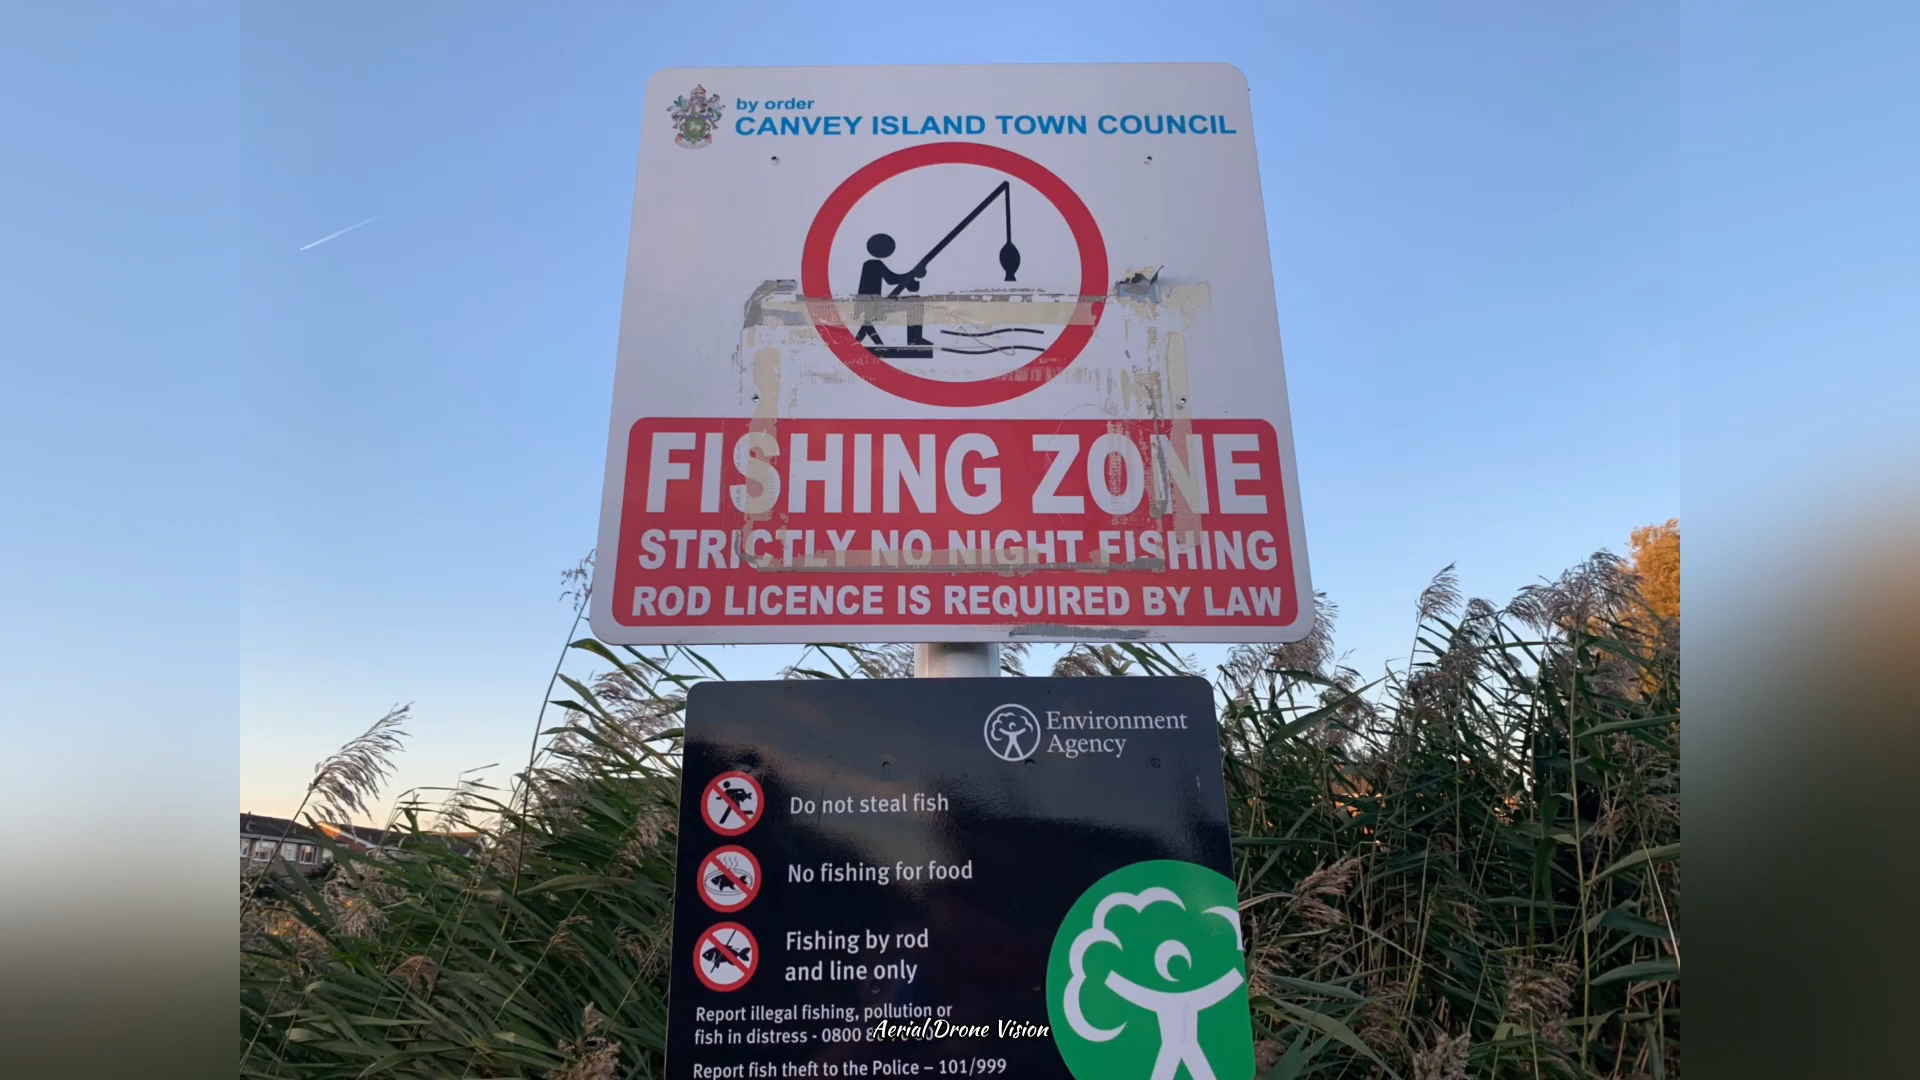 by order
CANVEY ISLAND TOWN COUNCIL
FISHING ZONE
STRICTLY NO NIGHT FISHING
ROD LICENCE IS REQUIRED BY LAW
Environment
Agency
Do not steal fish
No fishing for food
Fishing by rod
and line only
Report illegal fishing, pollution or
fish in distress - 0800
Aerial Drone Vision
Report fish theft to the Police – 101/999